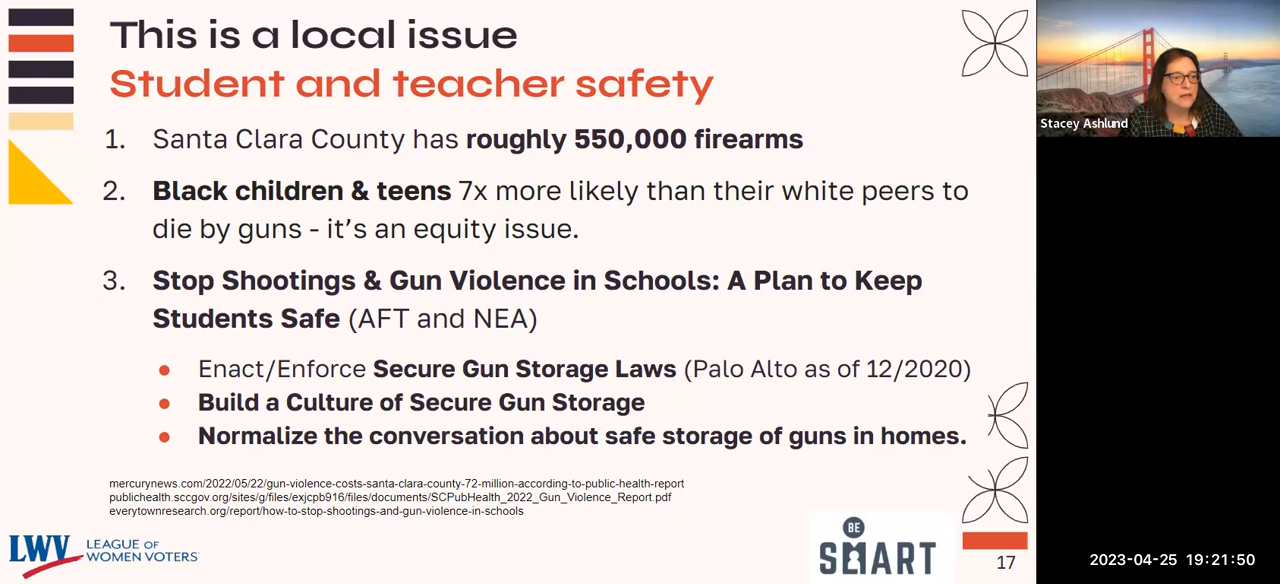 This is a local issue
Student and teacher safety
1. Santa Clara County has roughly 550,000 firearms
2. Black children & teens 7x more likely than their white peers to
die by guns - it's an equity issue.
3. Stop Shootings & Gun Violence in Schools: A Plan to Keep
Students Safe (AFT and NEA)
● Enact/Enforce Secure Gun Storage Laws (Palo Alto as of 12/2020)
● Build a Culture of Secure Gun Storage
● Normalize the conversation about safe storage of guns in homes.
mercurynews.com/2022/05/22/gun-violence-costs-santa-clara-county-72-million-according-to-public-health-report
publichealth.sccgov.org/sites/g/files/exjcpb916/files/documents/SCPubHealth_2022_Gun_Violence_Report.pdf
everytownresearch.org/report/how-to-stop-shootings-and-gun-violence-in-schools
LWV LEAGUE OF
WOMEN VOTERS
BE
SMART
17
Stacey Ashlund
2023-04-25 19:21:50